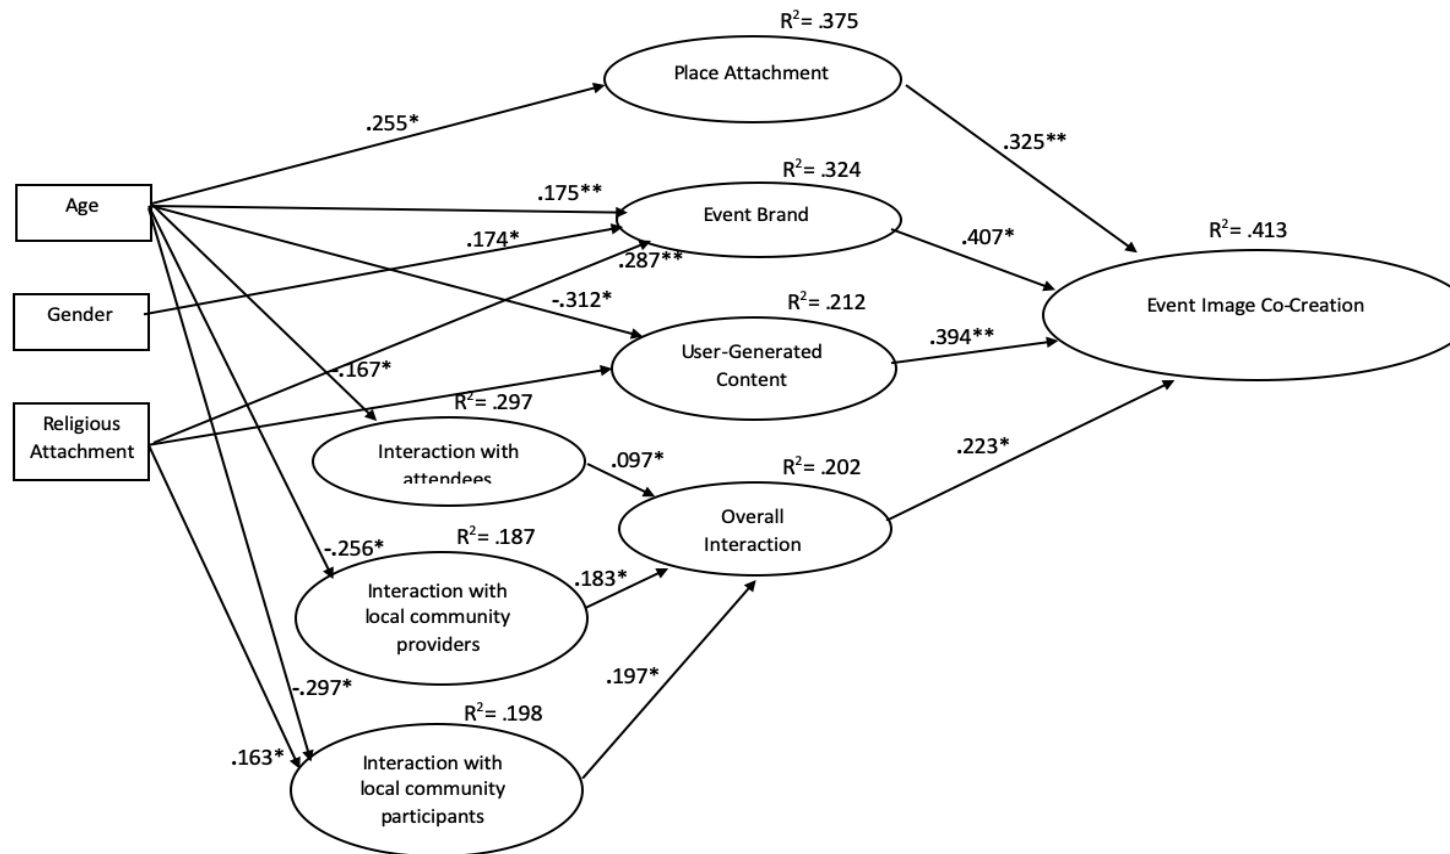 R²= .375
Place Attachment
.255*
.325**
R²= .324
Age
.175**
Event Brand
.174*
.287**
.407*
R²= .413
Gender
-.312*
R²= .212
Event Image Co-Creation
User-Generated
Content
.394**
-.167*
Religious
Attachment
R²= .297
Interaction with
attendees
.097*
R²= .202
Overall
Interaction
.223*
R²= .187
-.256*
Interaction with
local community
providers
.183*
-.297*
.197*
R²= .198
.163*
Interaction with
local community
participants